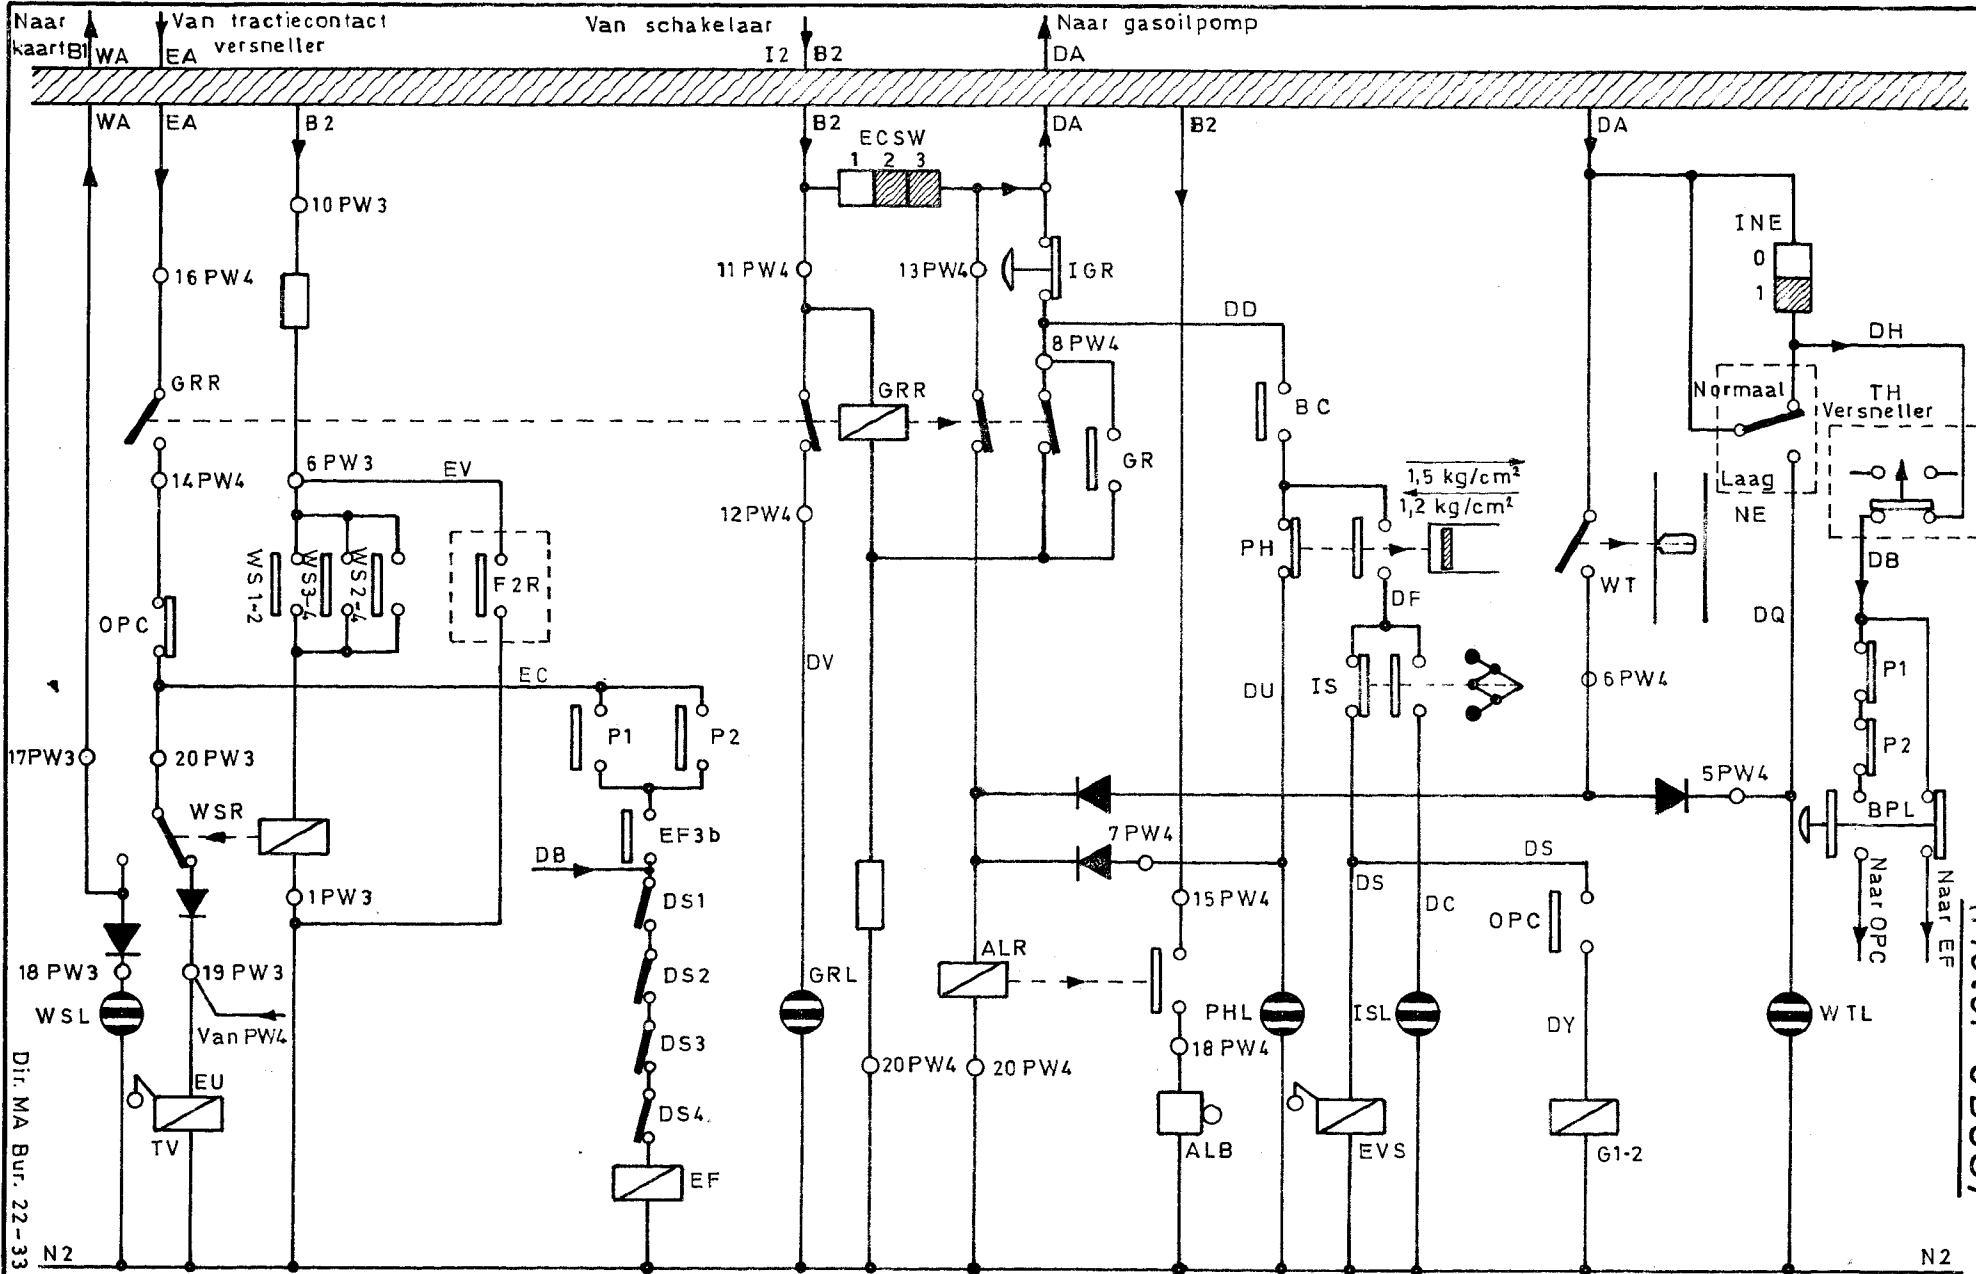 Naar
kaart B1
Van tractiecontact
versneller
Van schakelaar
Naar gasoilpomp
WA
EA
I2
B2
DA
WA
EA
B2
B2
DA
B2
DA
ECSW
1 2 3
10 PW3
16 PW4
11 PW4
13 PW4
IGR
INE
0
1
DD
DH
8 PW4
GRR
GRR
BC
Normaal
TH
Versneller
GR
Laag
NE
6 PW3
EV
14 PW4
12 PW4
1,5 kg/cm²
1,2 kg/cm²
WS1-2
WS3-4
WS2-4
F2R
PH
WT
DB
DF
OPC
DQ
EC
DV
DU
IS
6 PW4
P1
P2
P1
P2
17 PW3
20 PW3
5 PW4
WSR
EF3b
7 PW4
BPL
DB
DS
DS
1 PW3
DS1
15 PW4
DC
OPC
Naar OPC
Naar EF
18 PW3
19 PW3
DS2
GRL
ALR
WSL
Van PW4
PHL
ISL
DY
WTL
DS3
18 PW4
20 PW4
20 PW4
EU
DS4.
TV
ALB
EVS
G1-2
EF
Dir. MA Bur. 22-33
N2
N2